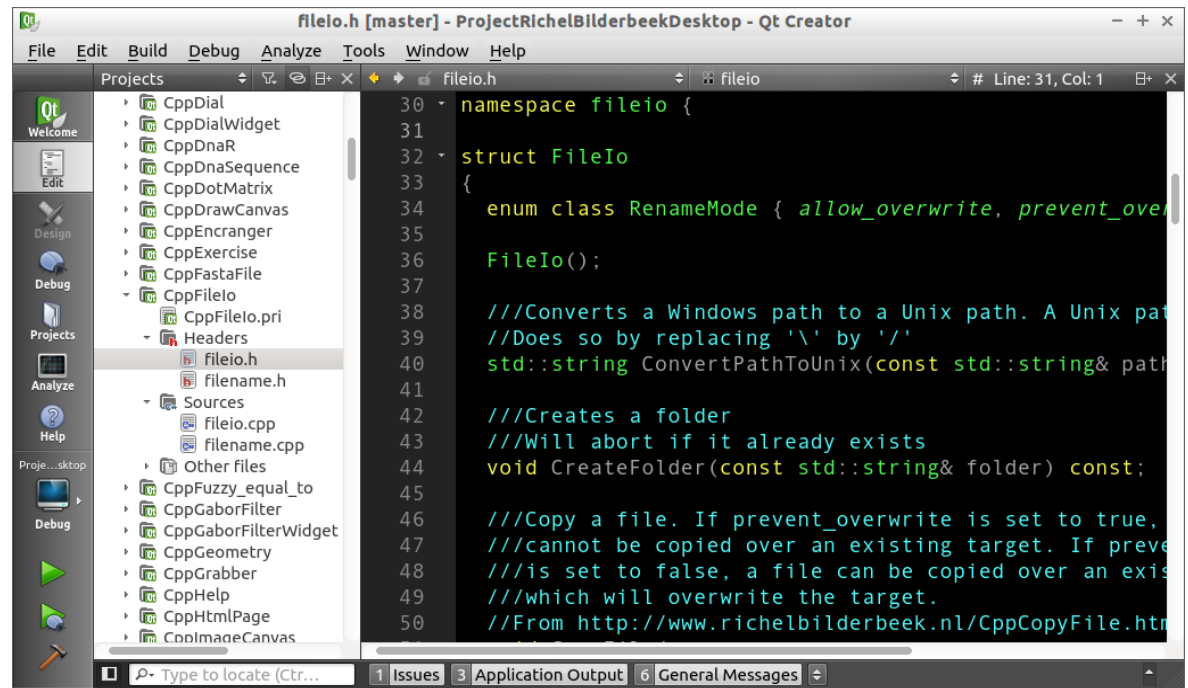 fileio.h [master] - ProjectRichelBilderbeekDesktop - Qt Creator
File Edit Build Debug Analyze Tools Window Help
Projects
fileio.h
fileio
# Line: 31, Col: 1
Welcome
Edit
Design
Debug
Projects
Analyze
Help
Proje...sktop
Debug
CppDial
CppDialWidget
CppDnaR
CppDnaSequence
CppDotMatrix
CppDrawCanvas
CppEncranger
CppExercise
CppFastaFile
CppFileIo
CppFileIo.pri
Headers
fileio.h
filename.h
Sources
fileio.cpp
filename.cpp
Other files
CppFuzzy_equal_to
CppGaborFilter
CppGaborFilterWidget
CppGeometry
CppGrabber
CppHelp
CppHtmlPage
CppImageCanvas
30 namespace fileio {
31
32 struct FileIo
33 {
34 enum class RenameMode { allow_overwrite, prevent_over
35
36 FileIo();
37
38 ///Converts a Windows path to a Unix path. A Unix pat
39 //Does so by replacing '\' by '/'
40 std::string ConvertPathToUnix(const std::string& path
41
42 ///Creates a folder
43 ///Will abort if it already exists
44 void CreateFolder(const std::string& folder) const;
45
46 ///Copy a file. If prevent_overwrite is set to true,
47 ///cannot be copied over an existing target. If preve
48 ///is set to false, a file can be copied over an exis
49 ///which will overwrite the target.
50 //From http://www.richelbilderbeek.nl/CppCopyFile.htm
Type to locate (Ctr...
1 Issues 3 Application Output 6 General Messages